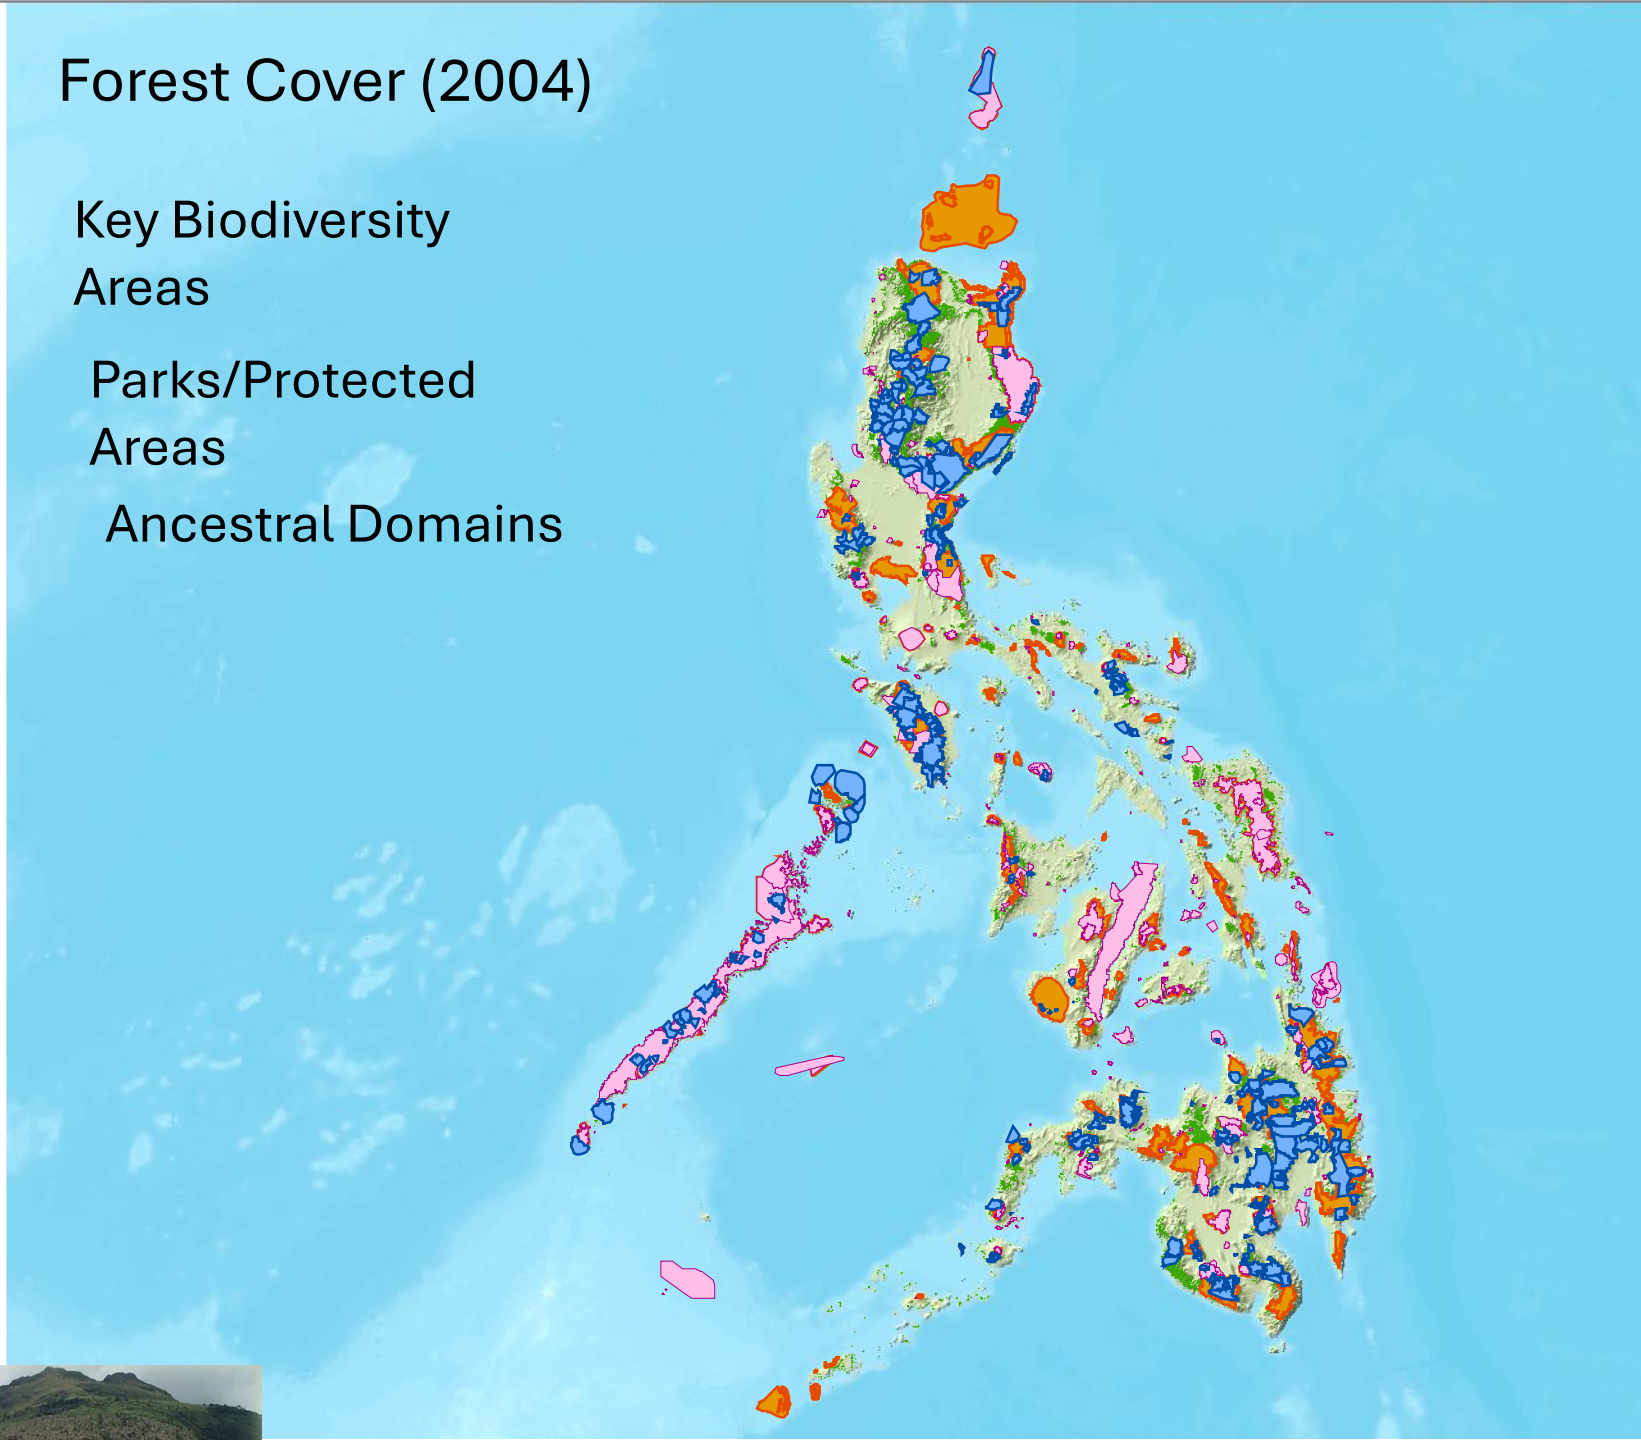 Forest Cover (2004)
Key Biodiversity
Areas
Parks/Protected
Areas
Ancestral Domains